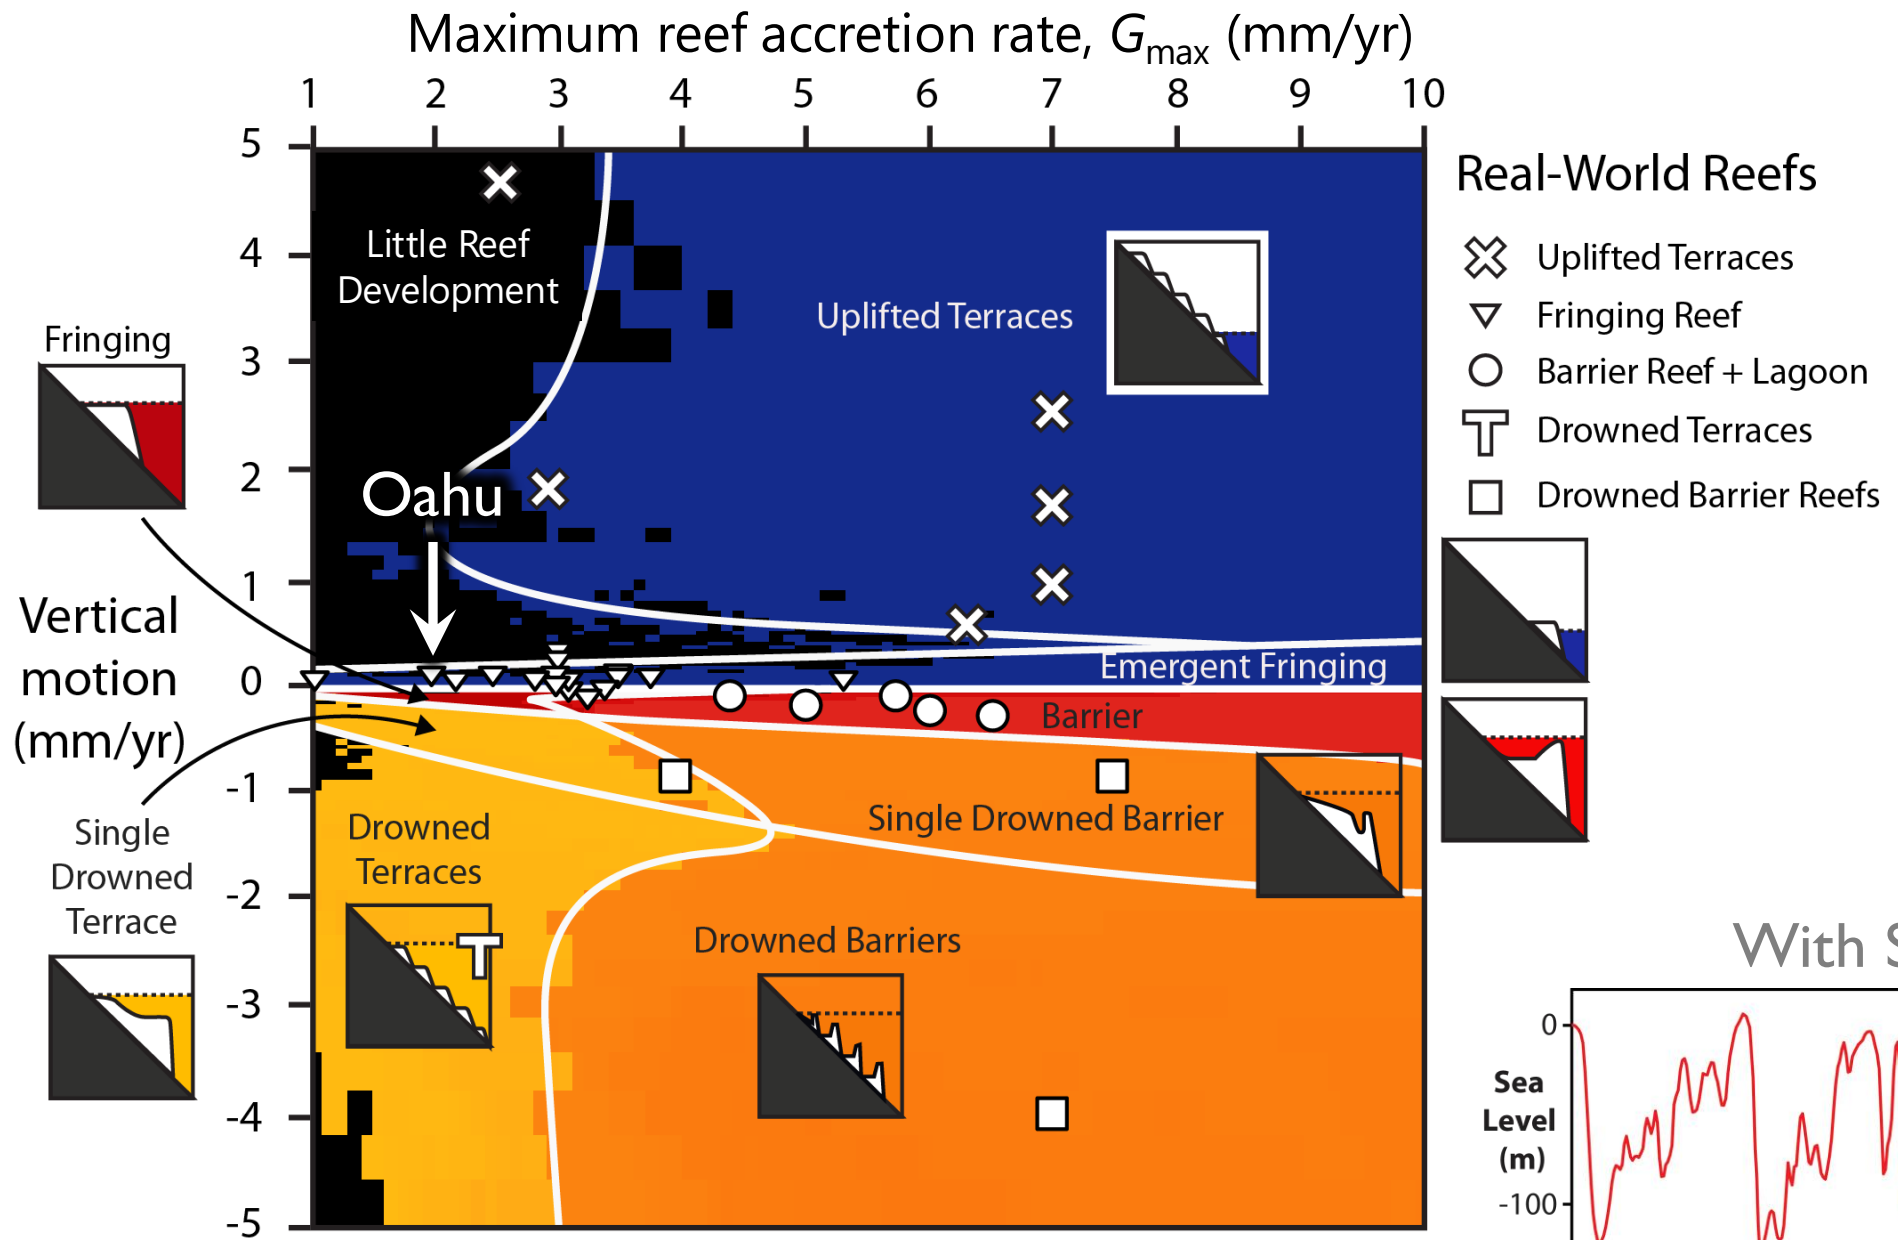 Maximum reef accretion rate, Gmax (mm/yr)
1 2 3 4 5 6 7 8 9 10
5
4
3
2
1
0
-1
-2
-3
-4
-5
Vertical
motion
(mm/yr)
Fringing
Single
Drowned
Terrace
Little Reef
Development
Oahu
Uplifted Terraces
Emergent Fringing
Barrier
Single Drowned Barrier
Drowned
Terraces
Drowned Barriers
Real-World Reefs
Uplifted Terraces
Fringing Reef
Barrier Reef + Lagoon
Drowned Terraces
Drowned Barrier Reefs
With S
0
Sea
Level
(m)
-100